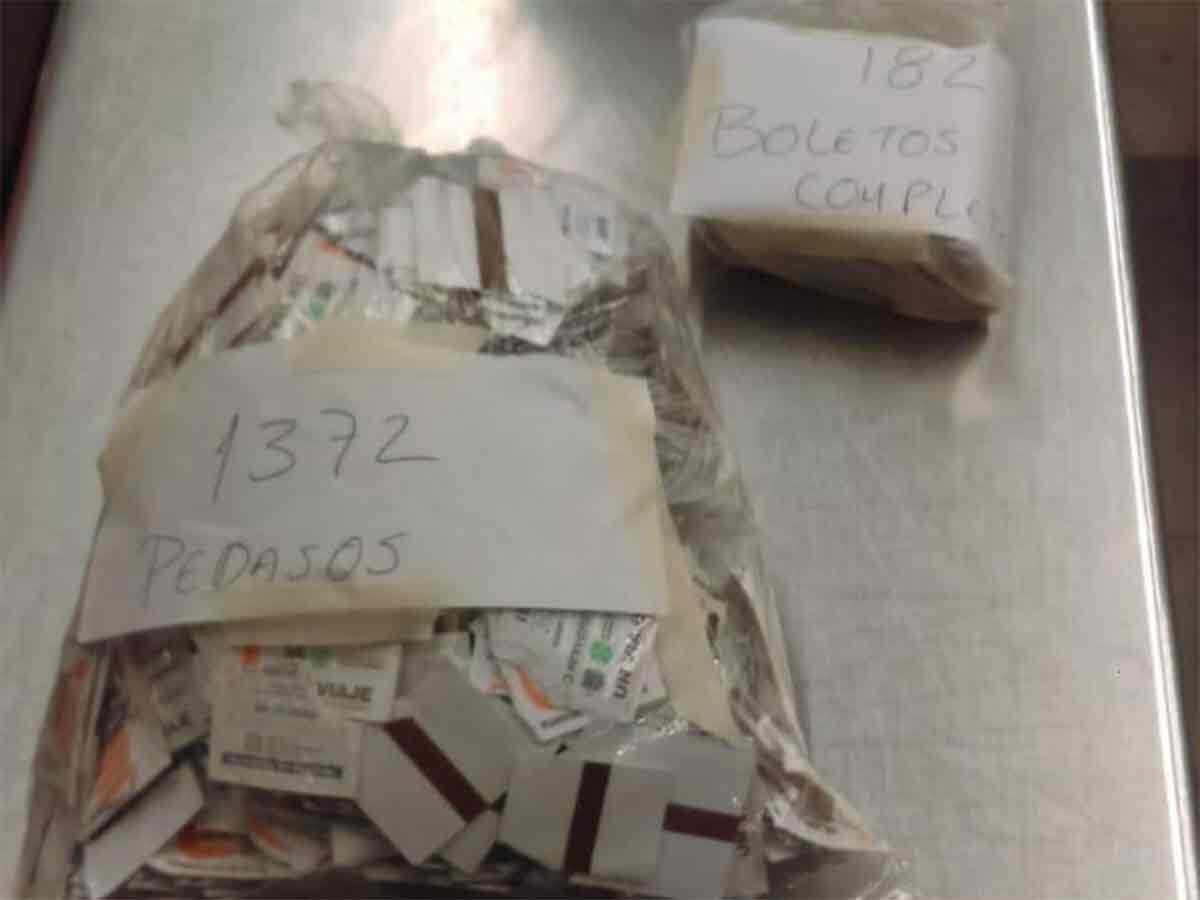 182
BOLETOS
COMPLE
1372
PEDASOS
VIAJE